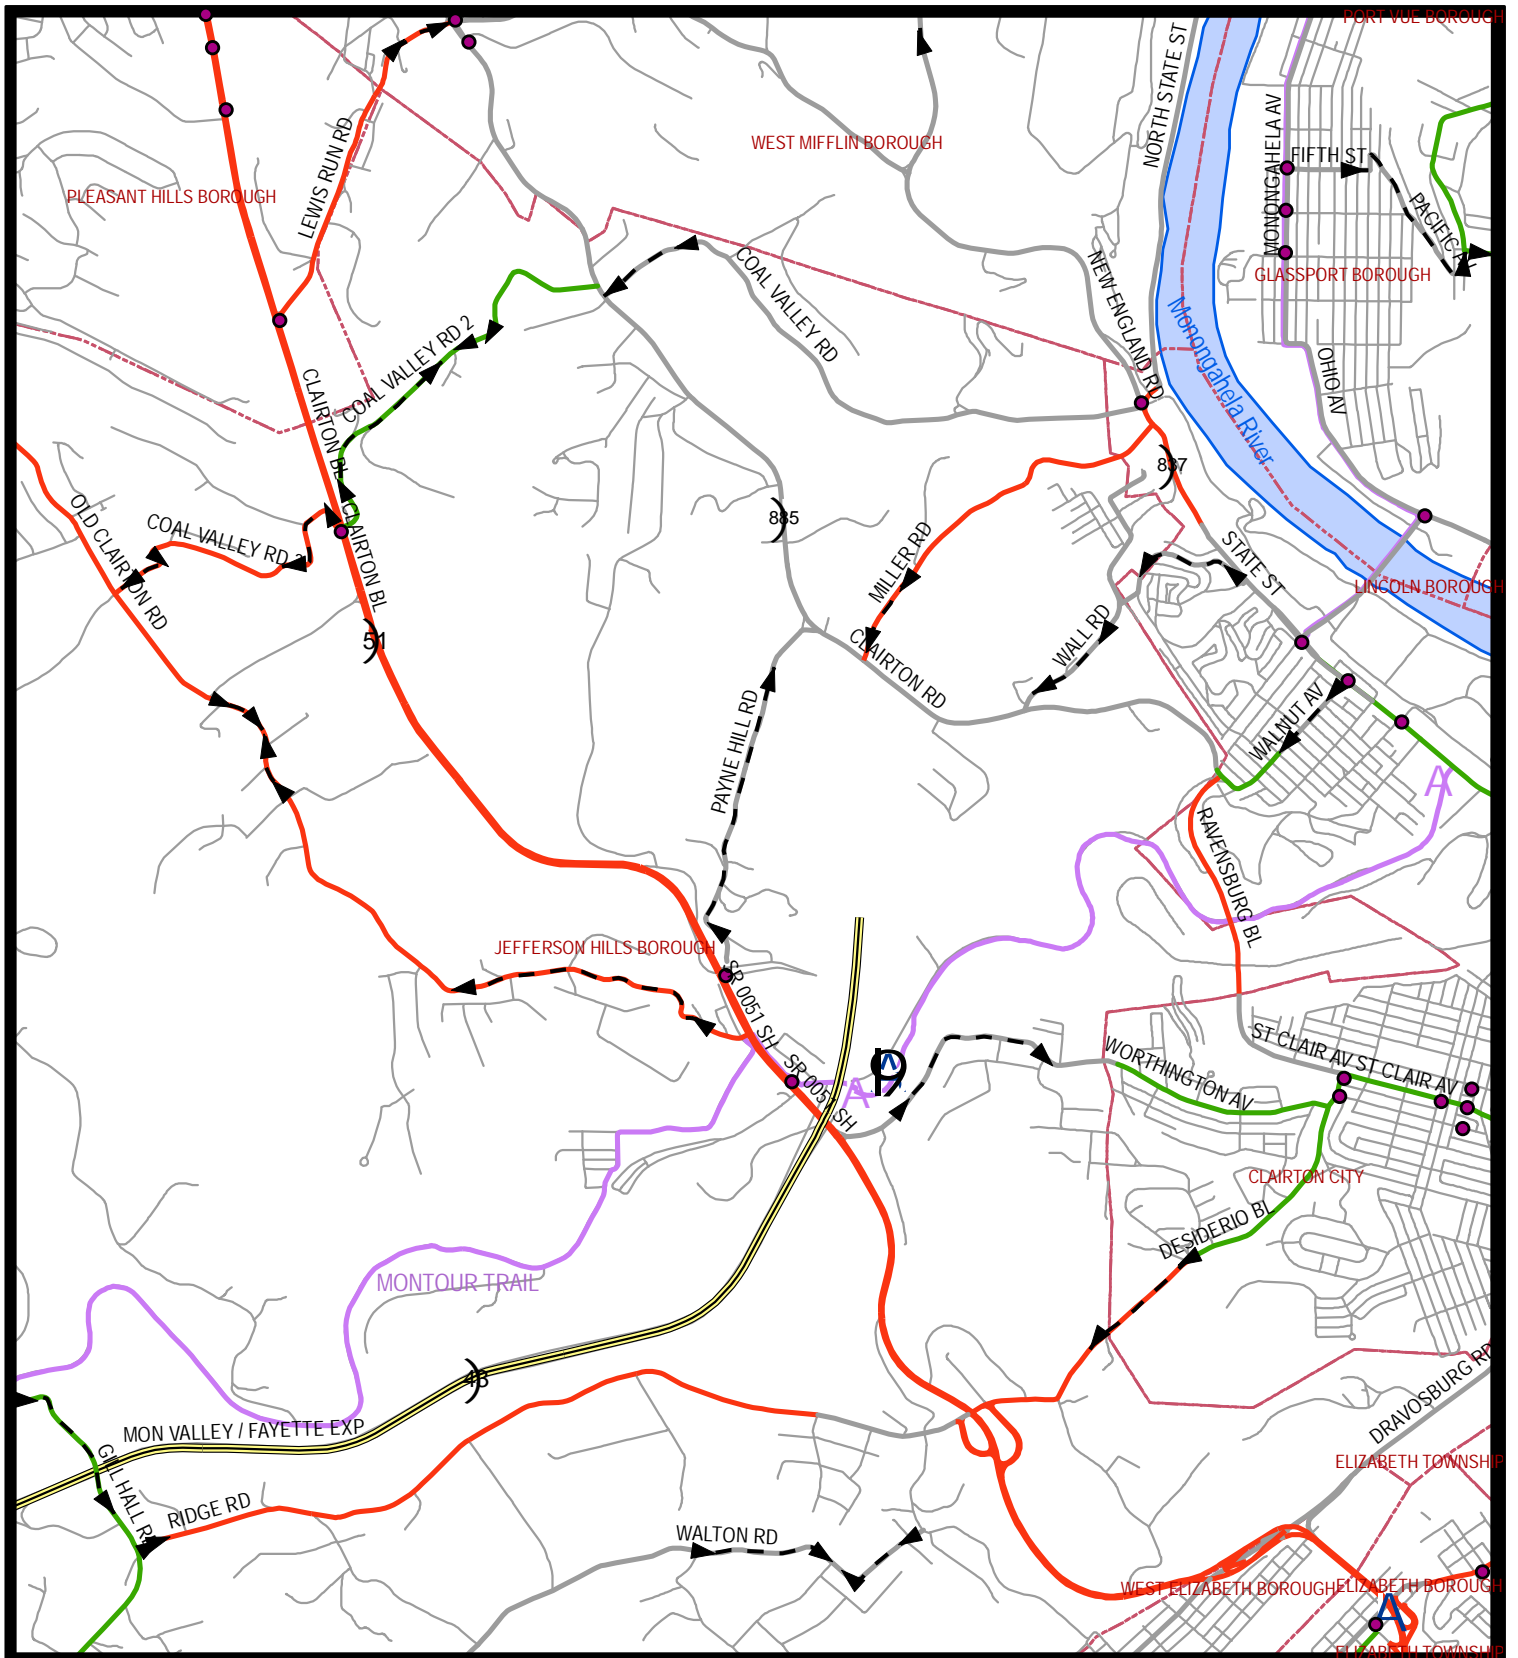 PORT VUE BOROUGH
NORTH STATE ST
LEWIS RUN RD
WEST MIFFLIN BOROUGH
MONONGAHELA AV
FIFTH ST
PLEASANT HILLS BOROUGH
PACIFIC AV
GLASSPORT BOROUGH
COAL VALLEY RD
NEW ENGLAND RD
Monongahela River
OHIO AV
COAL VALLEY RD 2
CLAIRTON BL
837
OLD CLAIRTON RD
COAL VALLEY RD 3
CLAIRTON BL
885
MILLER RD
STATE ST
LINCOLN BOROUGH
51
CLAIRTON RD
WALL RD
WALNUT AV
PAYNE HILL RD
A
RAVENSBURG BL
JEFFERSON HILLS BOROUGH
SR 0051 SH
SR 0051 SH
p
A
A
WORTHINGTON AV
ST CLAIR AV
ST CLAIR AV
CLAIRTON CITY
DESIDERIO BL
MONTOUR TRAIL
43
DRAVOSBURG RD
MON VALLEY / FAYETTE EXP
GILL HALL RD
ELIZABETH TOWNSHIP
RIDGE RD
WALTON RD
WEST ELIZABETH BOROUGH
ELIZABETH BOROUGH
A
ELIZABETH TOWNSHIP